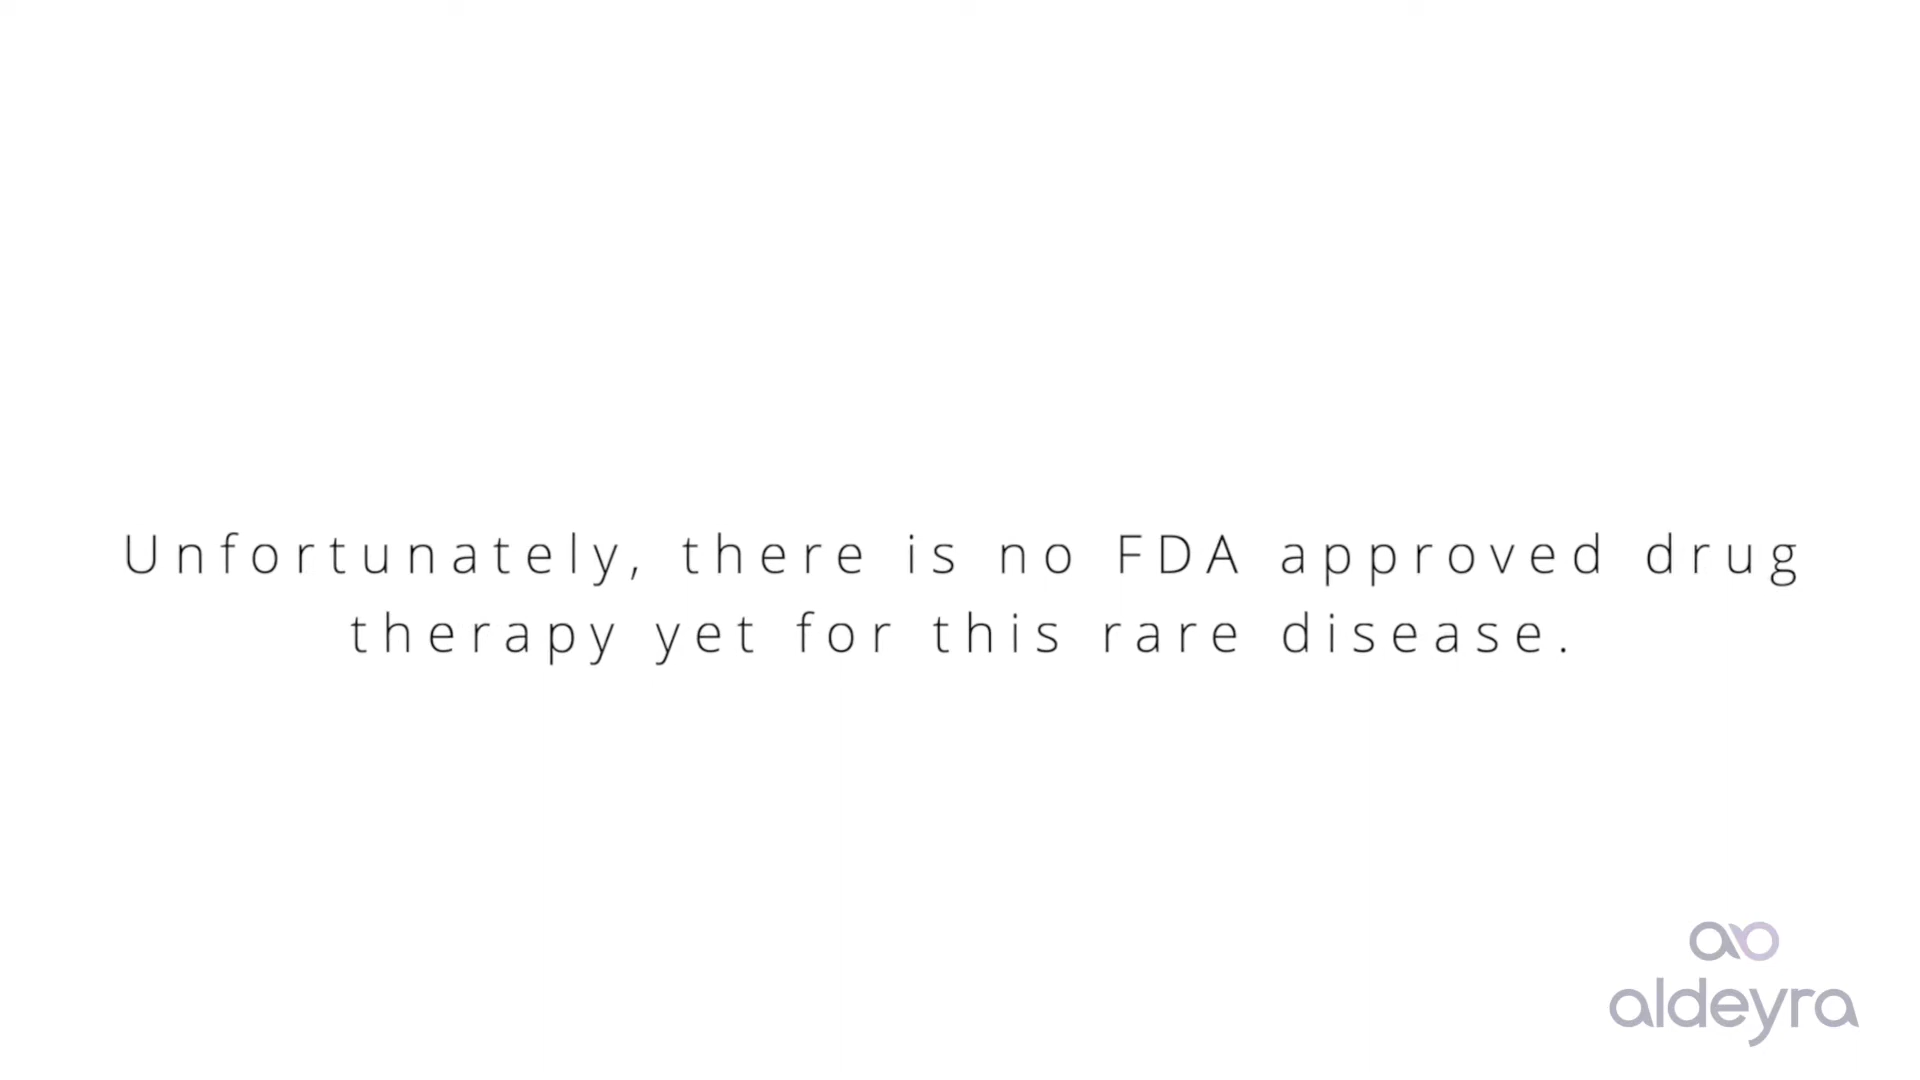 Unfortunately, there is no FDA approved drug
therapy yet for this rare disease.
aldeyra